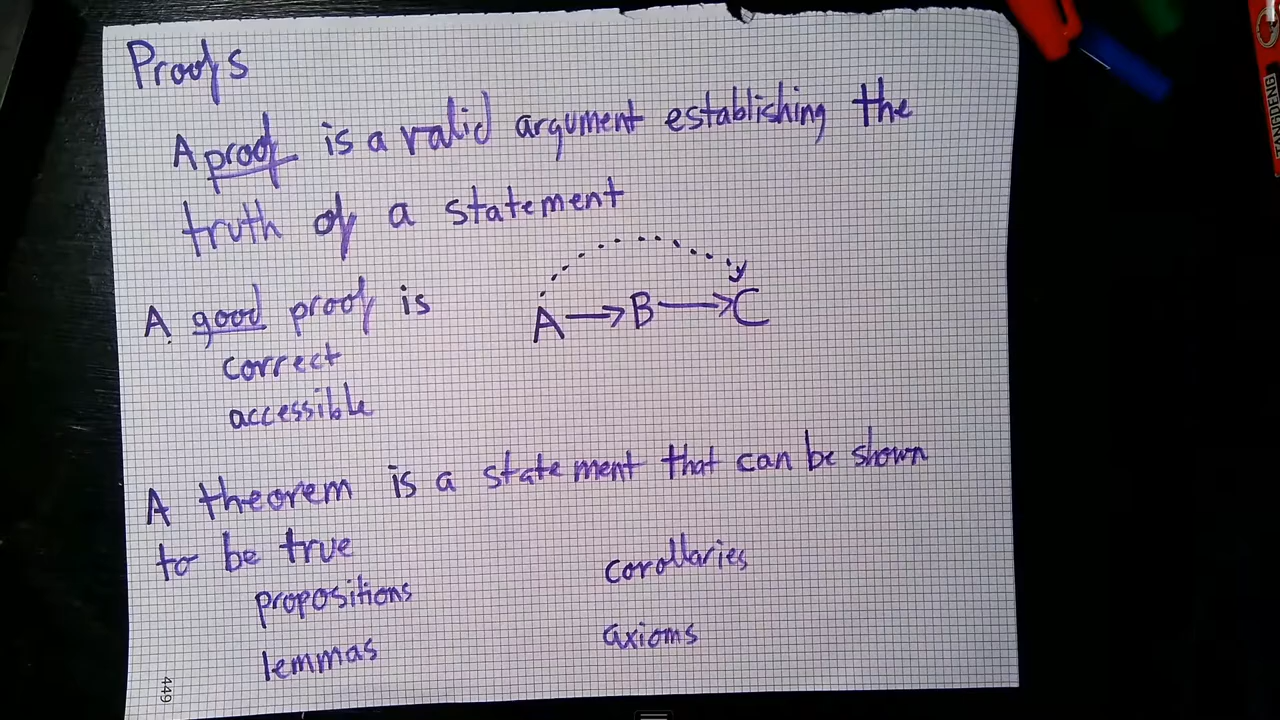 Proofs
A proof is a valid argument establishing the
truth of a statement
A good proof is
correct
accessible
A → B → C
A theorem is a statement that can be shown
to be true
propositions
lemmas
corollaries
axioms
449